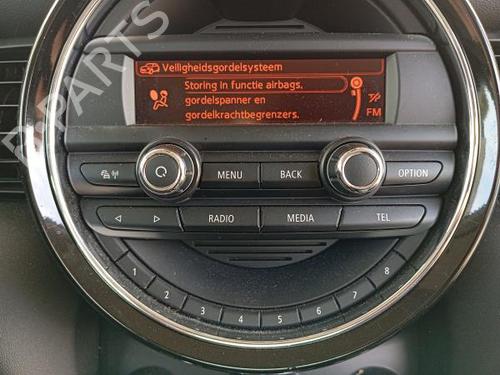 Veiligheidsgordelsysteem
Storing in functie airbags,
gordelspanner en
gordelkrachtbegrenzers.
FM
MENU
BACK
OPTION
RADIO
MEDIA
TEL
1
2
3
4
5
6
7
8
B-PARTS